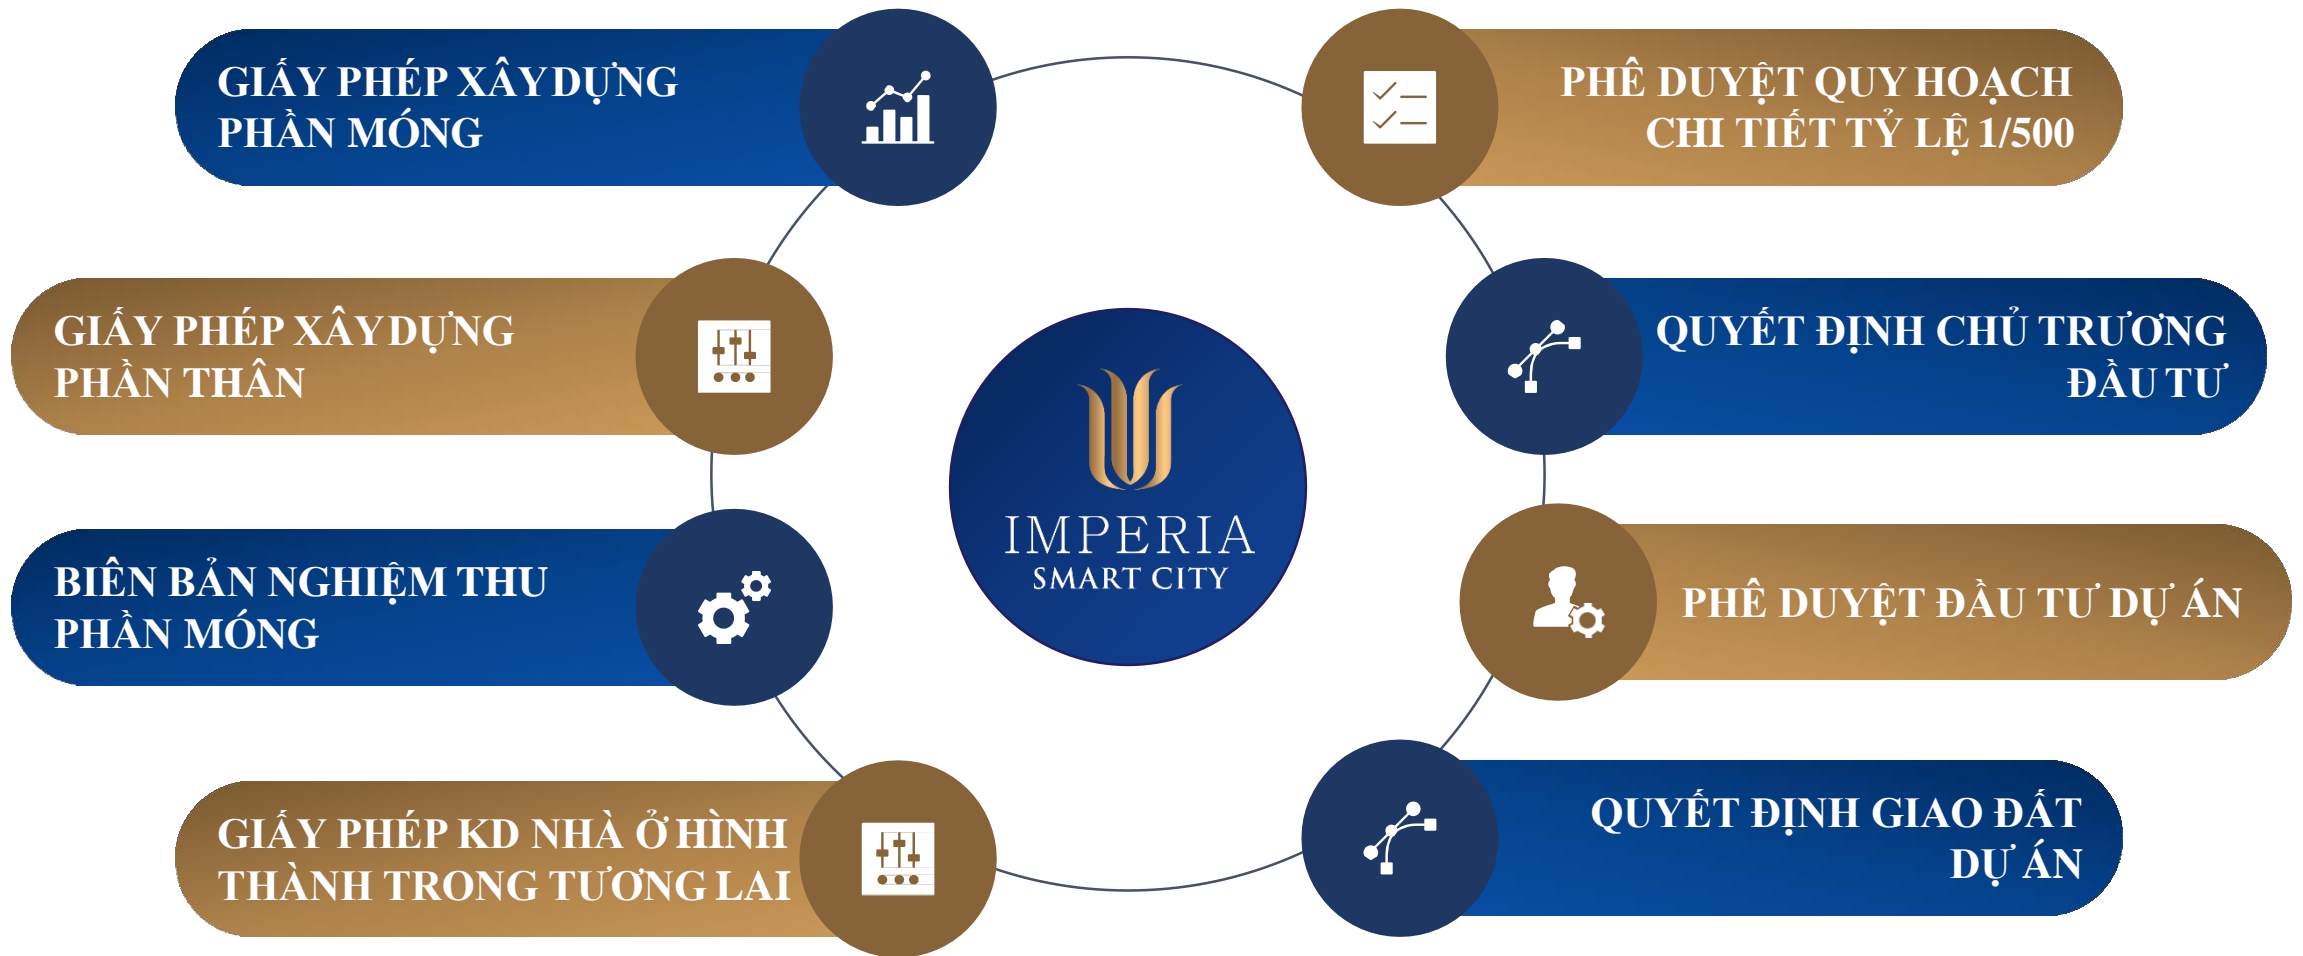 GIẤY PHÉP XÂY DỰNG
PHẦN MÓNG
PHÊ DUYỆT QUY HOẠCH
CHI TIẾT TỶ LỆ 1/500
GIẤY PHÉP XÂY DỰNG
PHẦN THÂN
QUYẾT ĐỊNH CHỦ TRƯƠNG
ĐẦU TƯ
IMPERIA
SMART CITY
BIÊN BẢN NGHIỆM THU
PHẦN MÓNG
PHÊ DUYỆT ĐẦU TƯ DỰ ÁN
GIẤY PHÉP KD NHÀ Ở HÌNH
THÀNH TRONG TƯƠNG LAI
QUYẾT ĐỊNH GIAO ĐẤT
DỰ ÁN